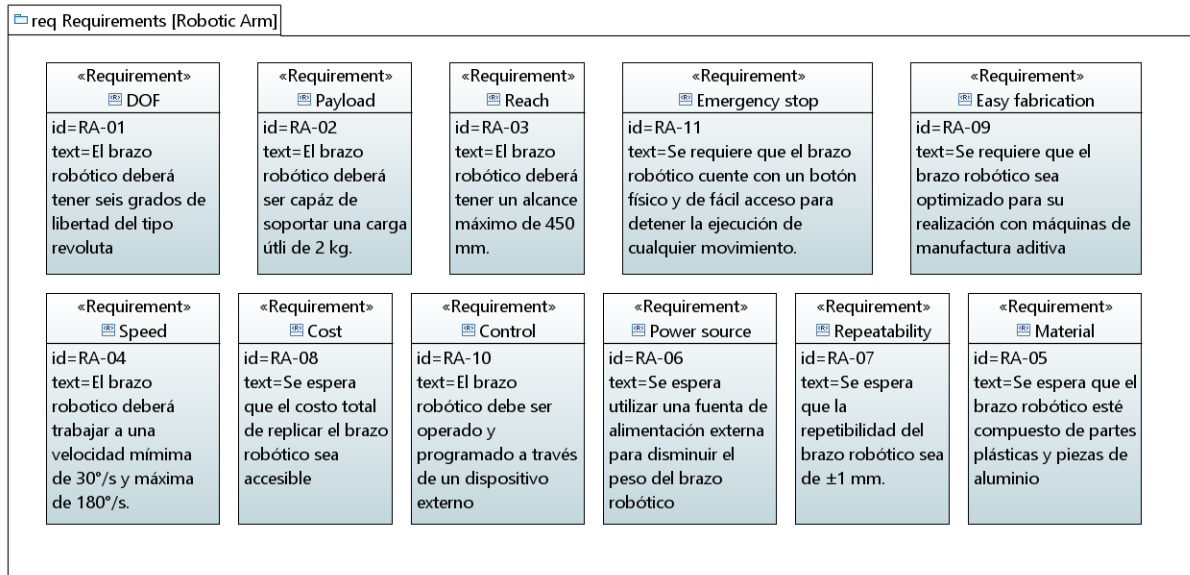 req Requirements [Robotic Arm]
«Requirement»
DOF
id=RA-01
text=El brazo
robótico deberá
tener seis grados de
libertad del tipo
revoluta
«Requirement»
Payload
id=RA-02
text=El brazo
robótico deberá
ser capáz de
soportar una carga
útli de 2 kg.
«Requirement»
Reach
id=RA-03
text=El brazo
robótico deberá
tener un alcance
máximo de 450
mm.
«Requirement»
Emergency stop
id=RA-11
text=Se requiere que el brazo
robótico cuente con un botón
físico y de fácil acceso para
detener la ejecución de
cualquier movimiento.
«Requirement»
Easy fabrication
id=RA-09
text=Se requiere que el
brazo robótico sea
optimizado para su
realización con máquinas de
manufactura aditiva
«Requirement»
Speed
id=RA-04
text=El brazo
robotico deberá
trabajar a una
velocidad mímima
de 30°/s y máxima
de 180°/s.
«Requirement»
Cost
id=RA-08
text=Se espera
que el costo total
de replicar el brazo
robótico sea
accesible
«Requirement»
Control
id=RA-10
text=El brazo
robótico debe ser
operado y
programado a través
de un dispositivo
externo
«Requirement»
Power source
id=RA-06
text=Se espera
utilizar una fuenta de
alimentación externa
para disminuir el
peso del brazo
robótico
«Requirement»
Repeatability
id=RA-07
text=Se espera
que la
repetibilidad del
brazo robótico sea
de ±1 mm.
«Requirement»
Material
id=RA-05
text=Se espera que el
brazo robótico esté
compuesto de partes
plásticas y piezas de
aluminio